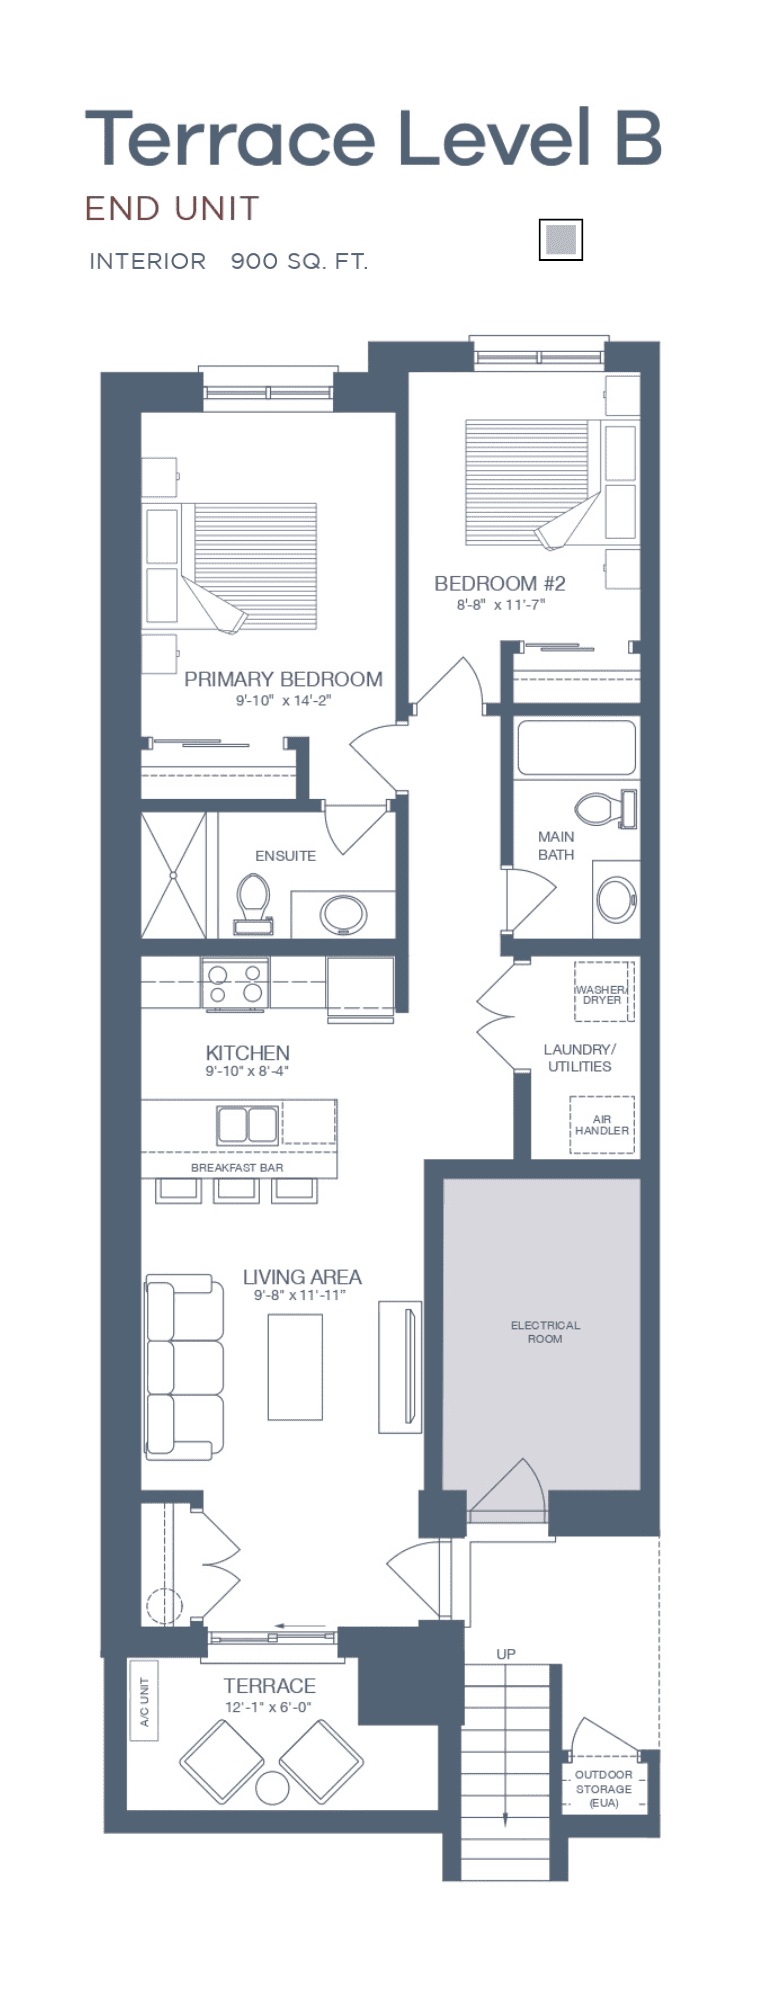 Terrace Level B
END UNIT
INTERIOR 900 SQ. FT.
BEDROOM #2
8'-8" x 11'-7"
PRIMARY BEDROOM
9'-10" x 14'-2"
MAIN
BATH
ENSUITE
WASHER/
DRYER
KITCHEN
9'-10" x 8'-4"
LAUNDRY/
UTILITIES
AIR
HANDLER
BREAKFAST BAR
LIVING AREA
9'-8" x 11'-11”
ELECTRICAL
ROOM
UP
TERRACE
12'-1" x 6'-0"
A/C UNIT
OUTDOOR
STORAGE
(EUA)